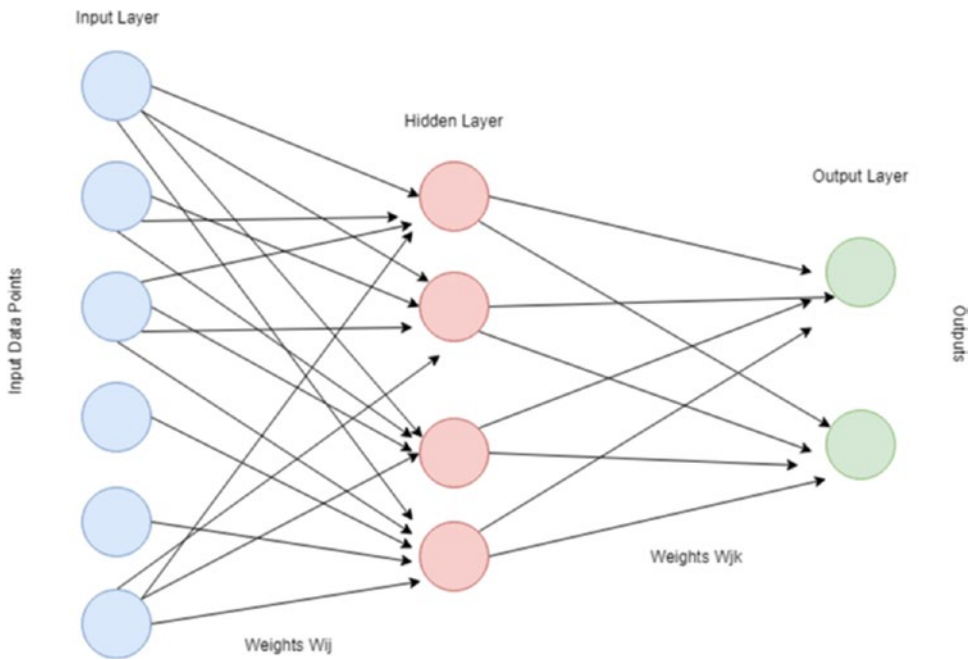 Input Layer
Hidden Layer
Output Layer
Input Data Points
Outputs
Weights Wjk
Weights Wij